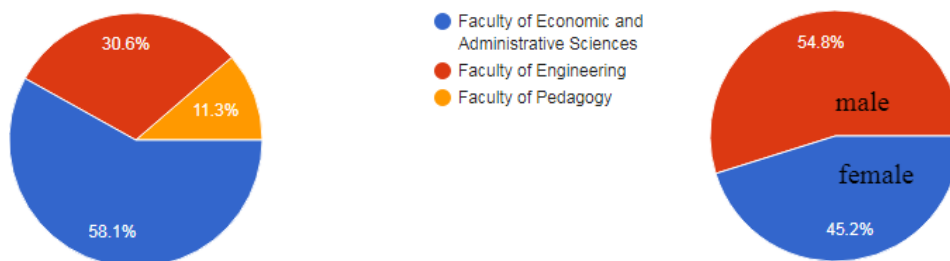 30.6%
11.3%
58.1%
Faculty of Economic and
Administrative Sciences
Faculty of Engineering
Faculty of Pedagogy
54.8%
male
female
45.2%